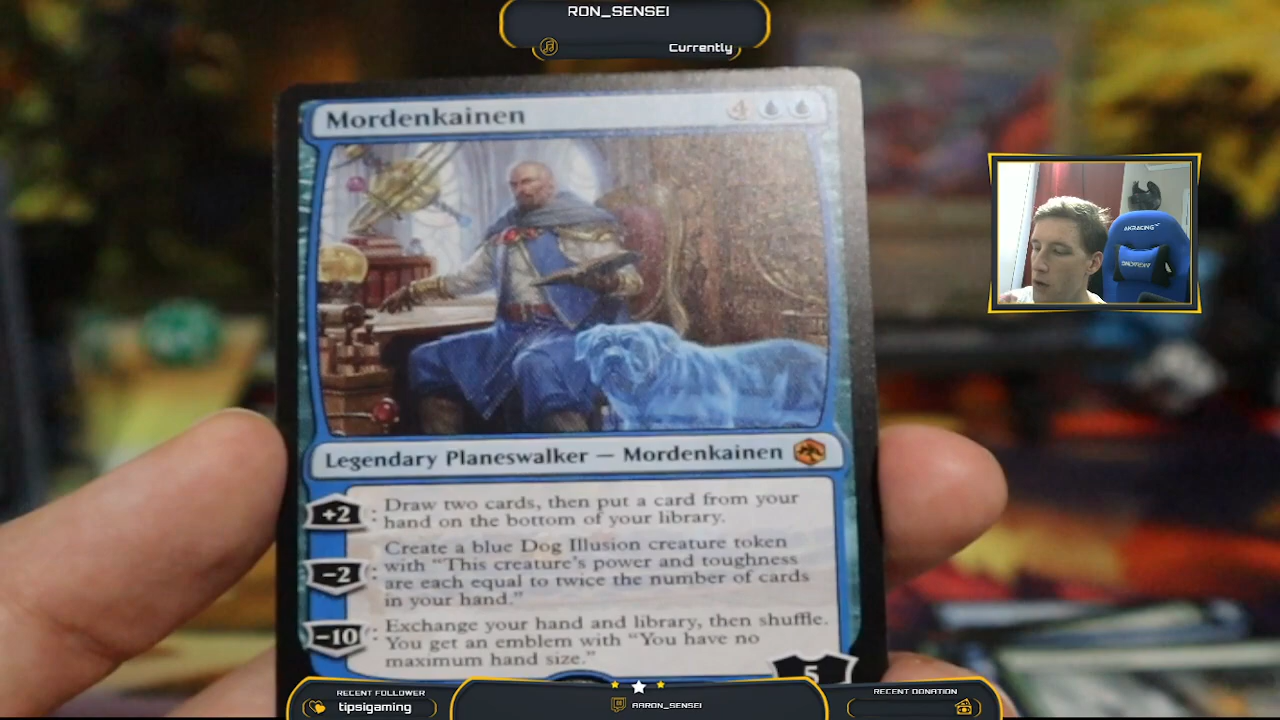 RON_SENSEI
Currently
Mordenkainen
4
Legendary Planeswalker — Mordenkainen
+2: Draw two cards, then put a card from your
hand on the bottom of your library.
-2: Create a blue Dog Illusion creature token
with “This creature’s power and toughness
are each equal to twice the number of cards
in your hand.”
-10: Exchange your hand and library, then shuffle.
You get an emblem with “You have no
maximum hand size.”
5
AKRACING
RECENT FOLLOWER
tipsigaming
AARON_SENSEI
RECENT DONATION